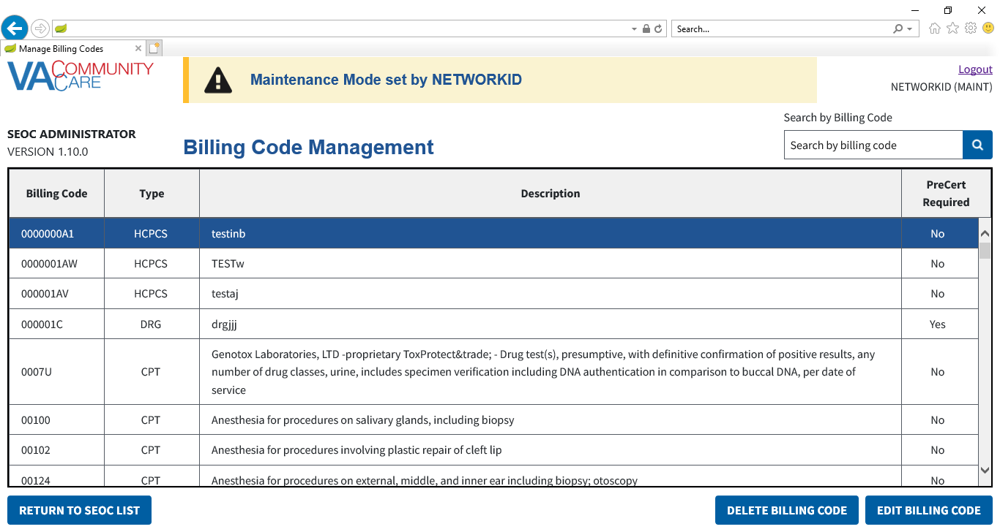 Search...
Manage Billing Codes
VA COMMUNITY CARE
Maintenance Mode set by NETWORKID
Logout
NETWORKID (MAINT)
SEOC ADMINISTRATOR
VERSION 1.10.0
Billing Code Management
Search by Billing Code
Search by billing code
Billing Code Type Description PreCert Required
0000000A1 HCPCS testinb No
0000001AW HCPCS TESTw No
000001AV HCPCS testaj No
000001C DRG drgjjj Yes
0007U CPT Genotox Laboratories, LTD -proprietary ToxProtect&trade; - Drug test(s), presumptive, with definitive confirmation of positive results, any
number of drug classes, urine, includes specimen verification including DNA authentication in comparison to buccal DNA, per date of
service No
00100 CPT Anesthesia for procedures on salivary glands, including biopsy No
00102 CPT Anesthesia for procedures involving plastic repair of cleft lip No
00124 CPT Anesthesia for procedures on external, middle, and inner ear including biopsy; otoscopy No
RETURN TO SEOC LIST DELETE BILLING CODE EDIT BILLING CODE